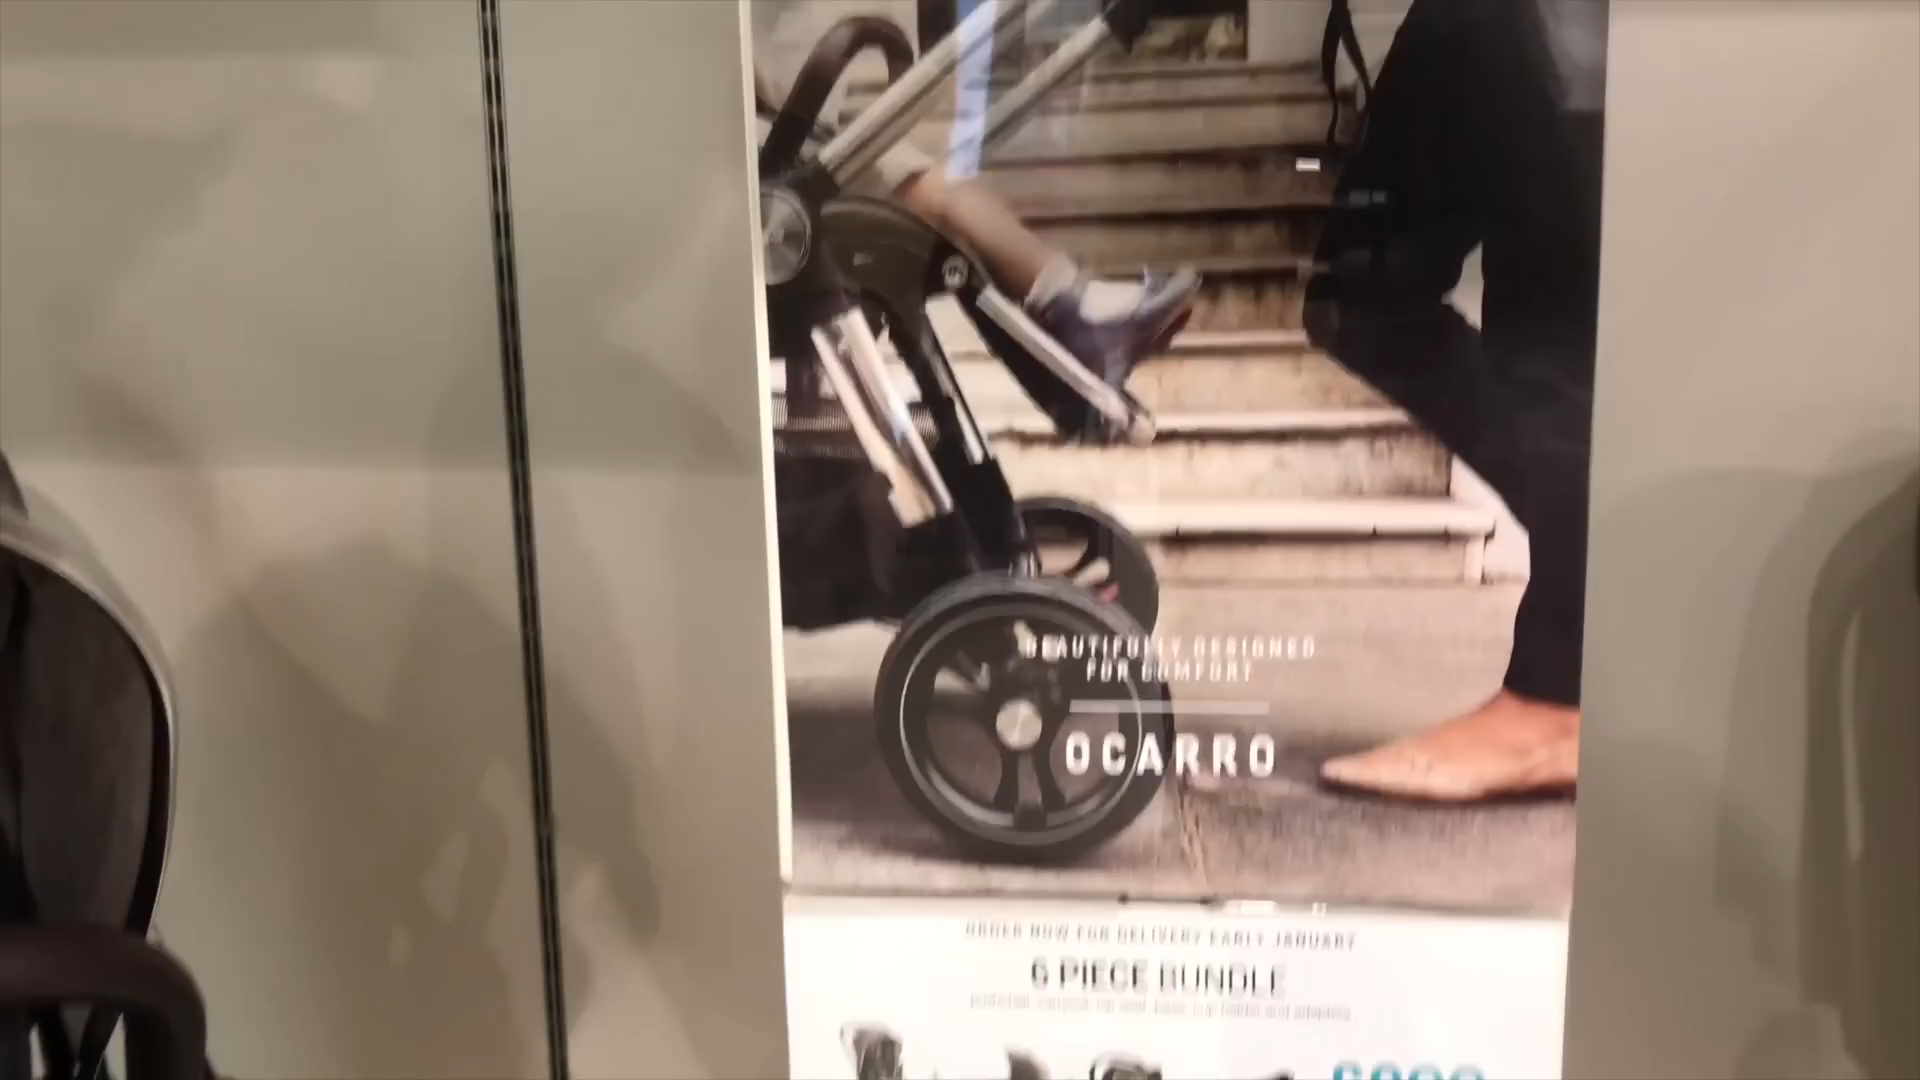 BEAUTIFULLY DESIGNED
FOR COMFORT
OCARRO
ORDER NOW FOR DELIVERY EARLY JANUARY
6 PIECE BUNDLE